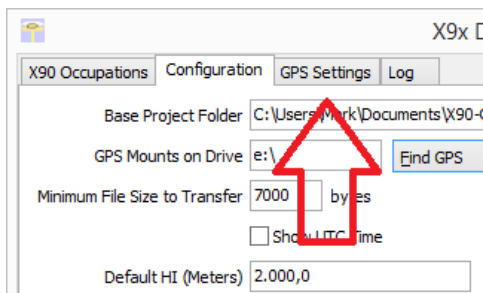 X9x D
X90 Occupations Configuration GPS Settings Log
Base Project Folder C:\Users\Mark\Documents\X90-
GPS Mounts on Drive e:\ Find GPS
Minimum File Size to Transfer 7000 bytes
Show UTC Time
Default HI (Meters) 2.000,0